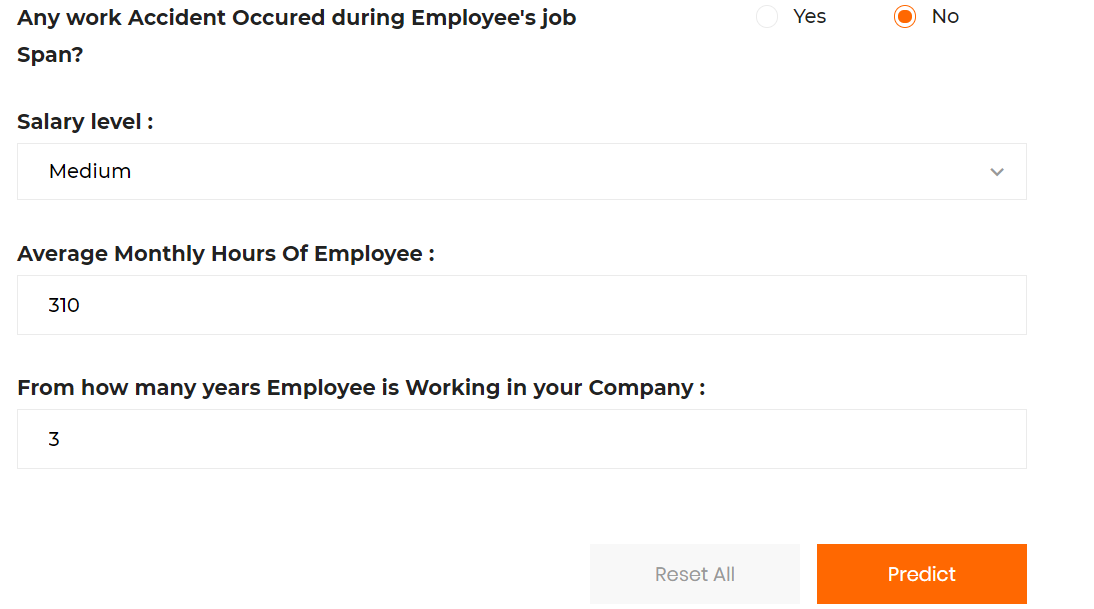 Any work Accident Occured during Employee's job Yes No
Span?
Salary level :
Medium
Average Monthly Hours Of Employee :
310
From how many years Employee is Working in your Company :
3
Reset All Predict